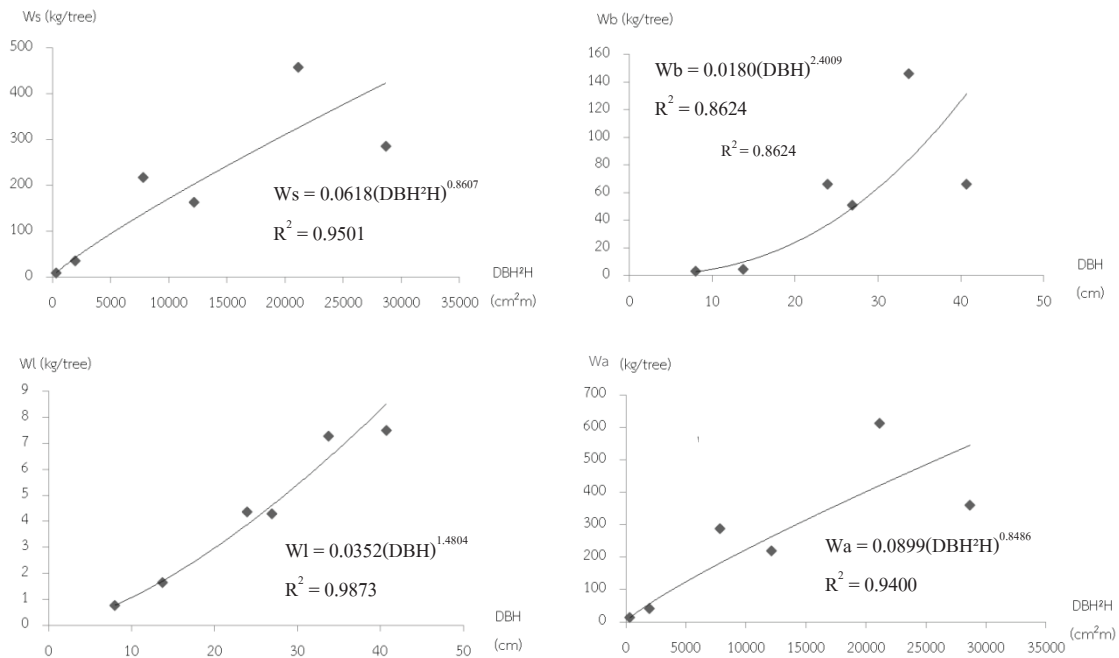 Ws (kg/tree)
500
400
300
200
100
0
0 5000 10000 15000 20000 25000 30000 35000
DBH²H
(cm²m)
Ws = 0.0618(DBH²H)^0.8607
R² = 0.9501
Wb (kg/tree)
160
140
120
100
80
60
40
20
0
0 10 20 30 40 50
DBH
(cm)
Wb = 0.0180(DBH)^2.4009
R² = 0.8624
R² = 0.8624
Wl (kg/tree)
9
8
7
6
5
4
3
2
1
0
0 10 20 30 40 50
DBH
(cm)
Wl = 0.0352(DBH)^1.4804
R² = 0.9873
Wa (kg/tree)
700
600
500
400
300
200
100
0
0 5000 10000 15000 20000 25000 30000 35000
DBH²H
(cm²m)
Wa = 0.0899(DBH²H)^0.8486
R² = 0.9400